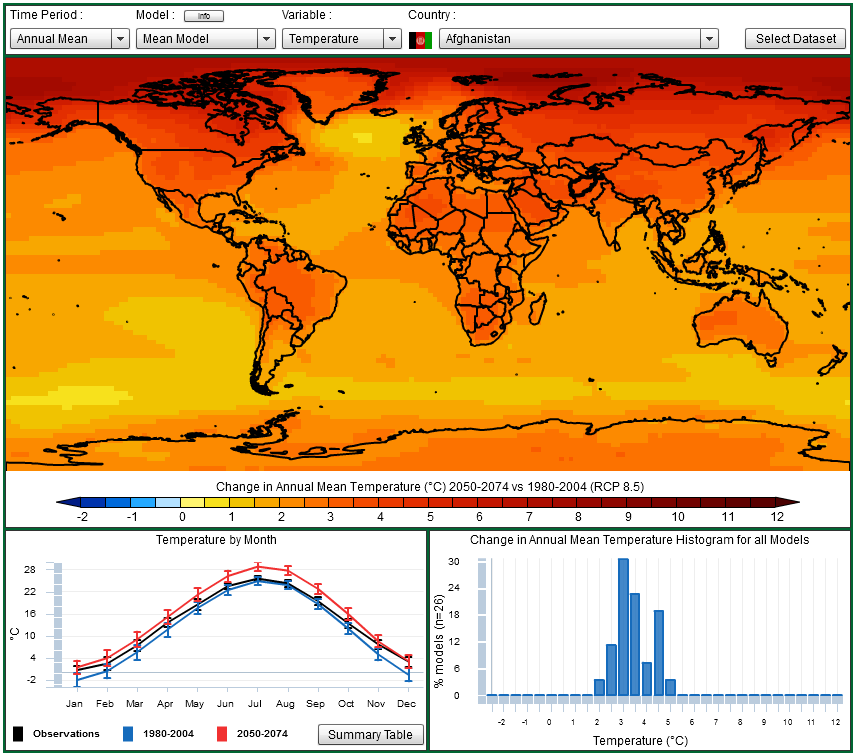 Time Period : Model : Info Variable : Country :
Annual Mean Mean Model Temperature Afghanistan Select Dataset
Change in Annual Mean Temperature (°C) 2050-2074 vs 1980-2004 (RCP 8.5)
-2 -1 0 1 2 3 4 5 6 7 8 9 10 11 12
Temperature by Month
28
22
16
10
4
-2
°C
Jan Feb Mar Apr May Jun Jul Aug Sep Oct Nov Dec
Observations 1980-2004 2050-2074 Summary Table
Change in Annual Mean Temperature Histogram for all Models
30
24
18
12
6
0
% models (n=26)
-2 -1 0 1 2 3 4 5 6 7 8 9 10 11 12
Temperature (°C)